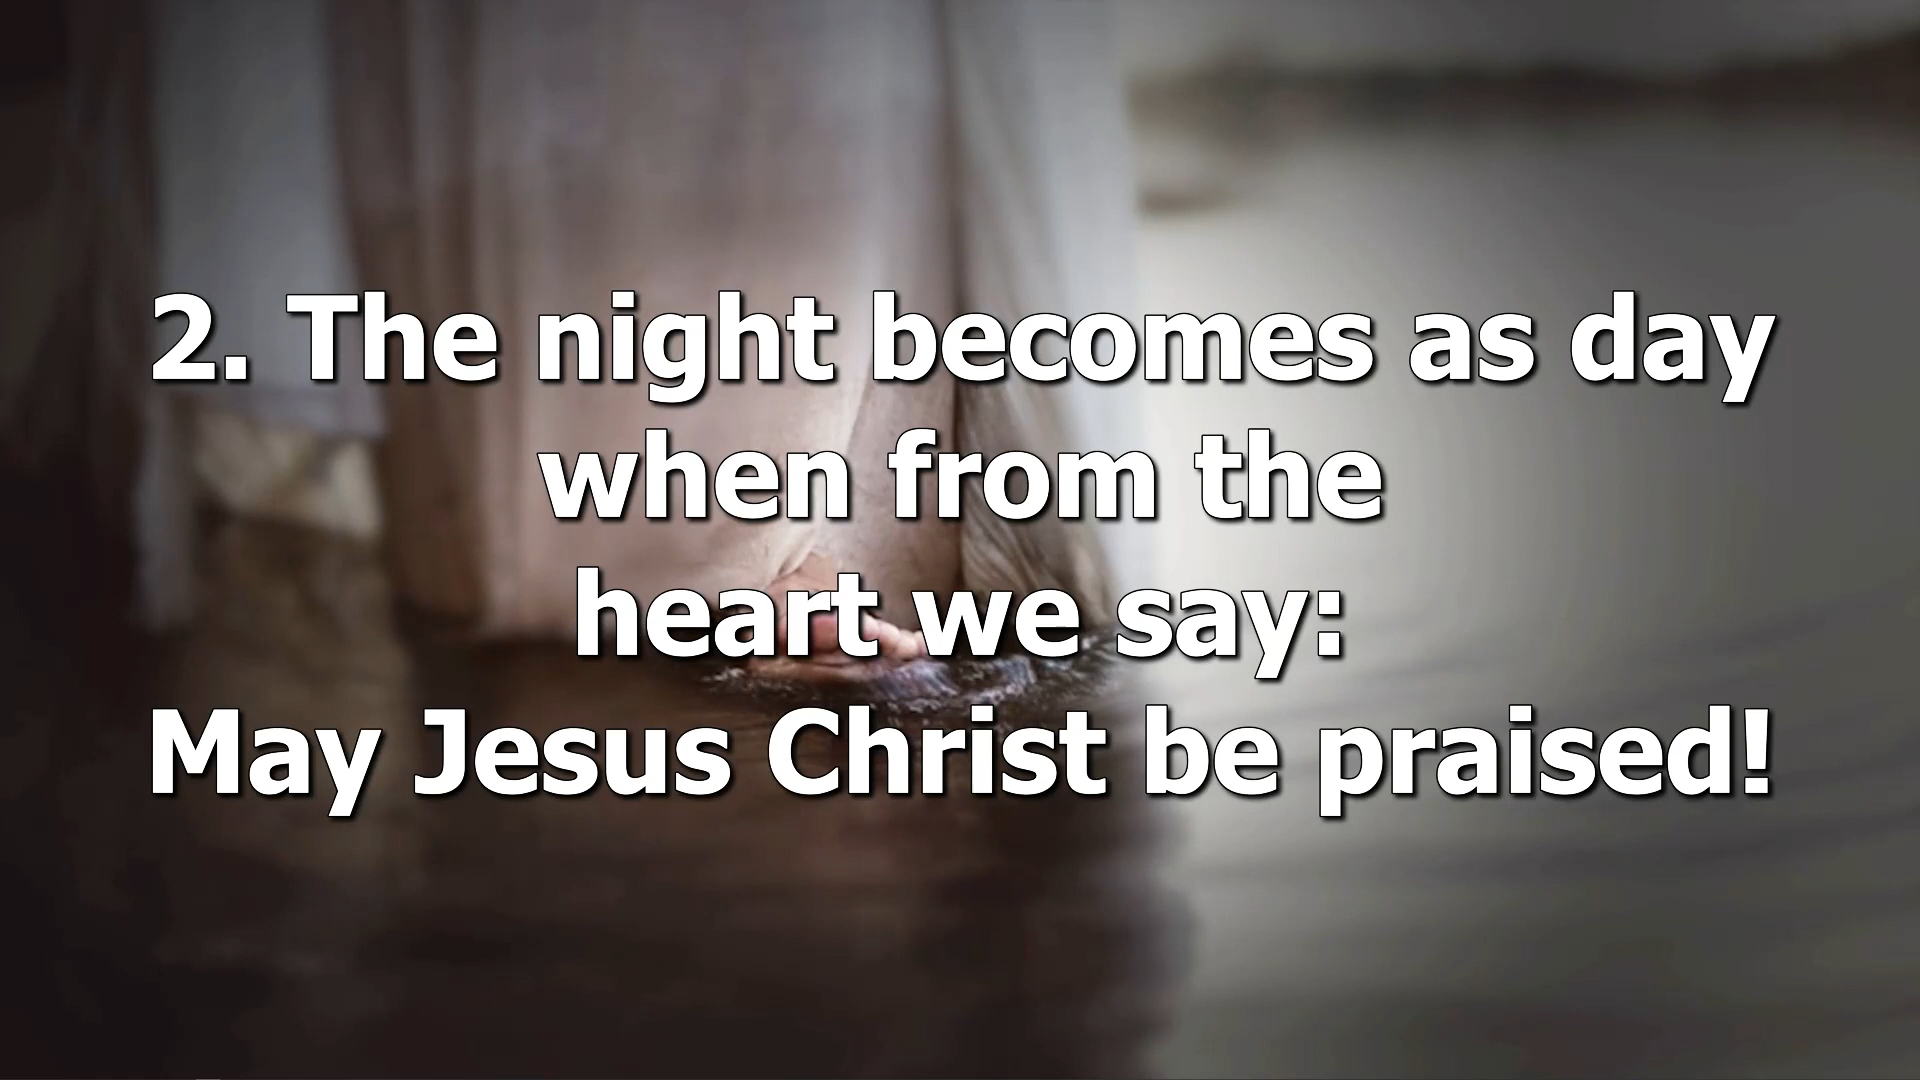 2. The night becomes as day
when from the
heart we say:
May Jesus Christ be praised!